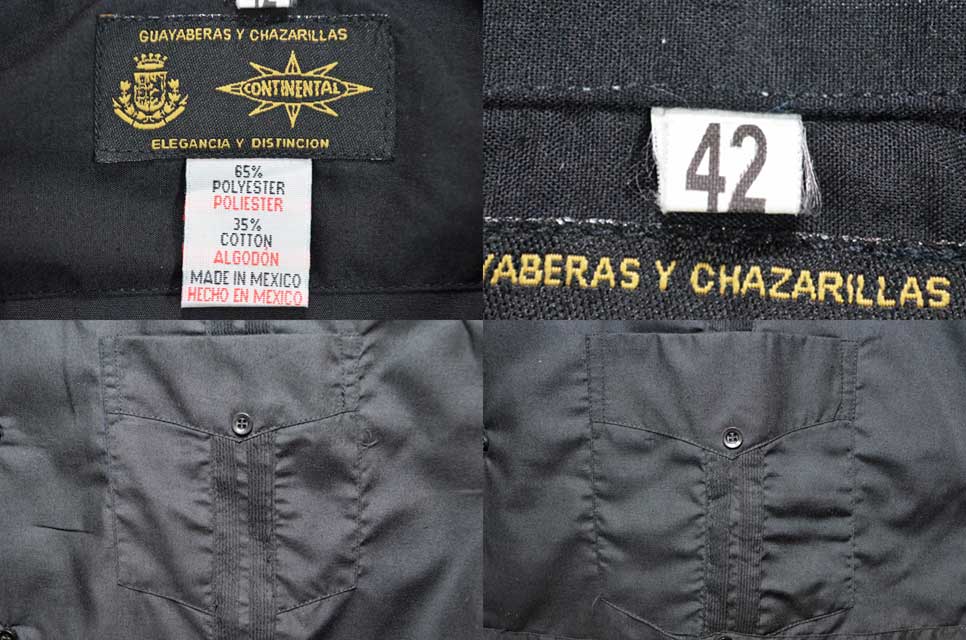 GUAYABERAS Y CHAZARILLAS
CONTINENTAL
ELEGANCIA Y DISTINCION
65%
POLYESTER
POLIESTER
35%
COTTON
ALGODÓN
MADE IN MEXICO
HECHO EN MEXICO
42
YABERAS Y CHAZARILLAS